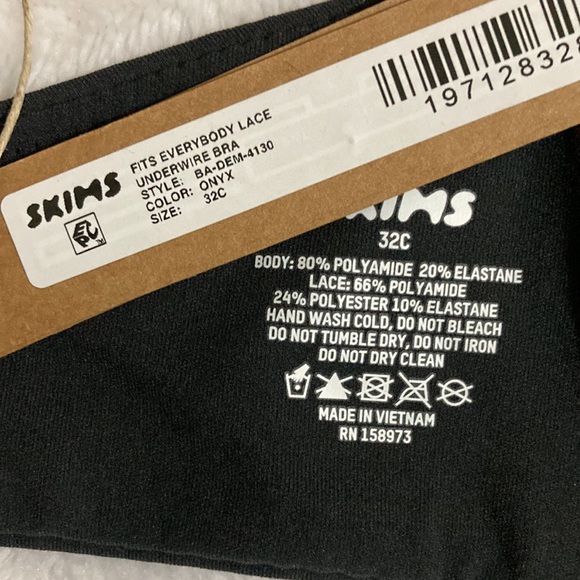 SKIMS
FITS EVERYBODY LACE
UNDERWIRE BRA
STYLE: BA-DEM-4130
COLOR: ONYX
SIZE: 32C
19712832
SKIMS
32C
BODY: 80% POLYAMIDE 20% ELASTANE
LACE: 66% POLYAMIDE
24% POLYESTER 10% ELASTANE
HAND WASH COLD, DO NOT BLEACH
DO NOT TUMBLE DRY, DO NOT IRON
DO NOT DRY CLEAN
MADE IN VIETNAM
RN 158973